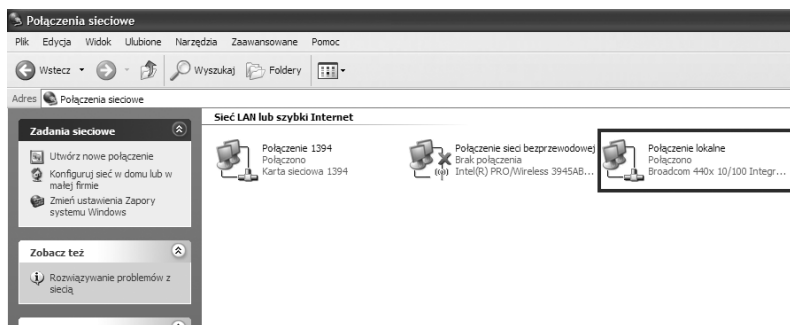 Połączenia sieciowe
Plik Edycja Widok Ulubione Narzędzia Zaawansowane Pomoc
Wstecz Wyszukaj Foldery
Adres Połączenia sieciowe
Zadania sieciowe
Utwórz nowe połączenie
Konfiguruj sieć w domu lub w
małej firmie
Zmień ustawienia Zapory
systemu Windows
Zobacz też
Rozwiązywanie problemów z
siecią
Sieć LAN lub szybki Internet
Połączenie 1394
Połączono
Karta sieciowa 1394
Połączenie sieci bezprzewodowej
Brak połączenia
Intel(R) PRO/Wireless 3945AB...
Połączenie lokalne
Połączono
Broadcom 440x 10/100 Integr...